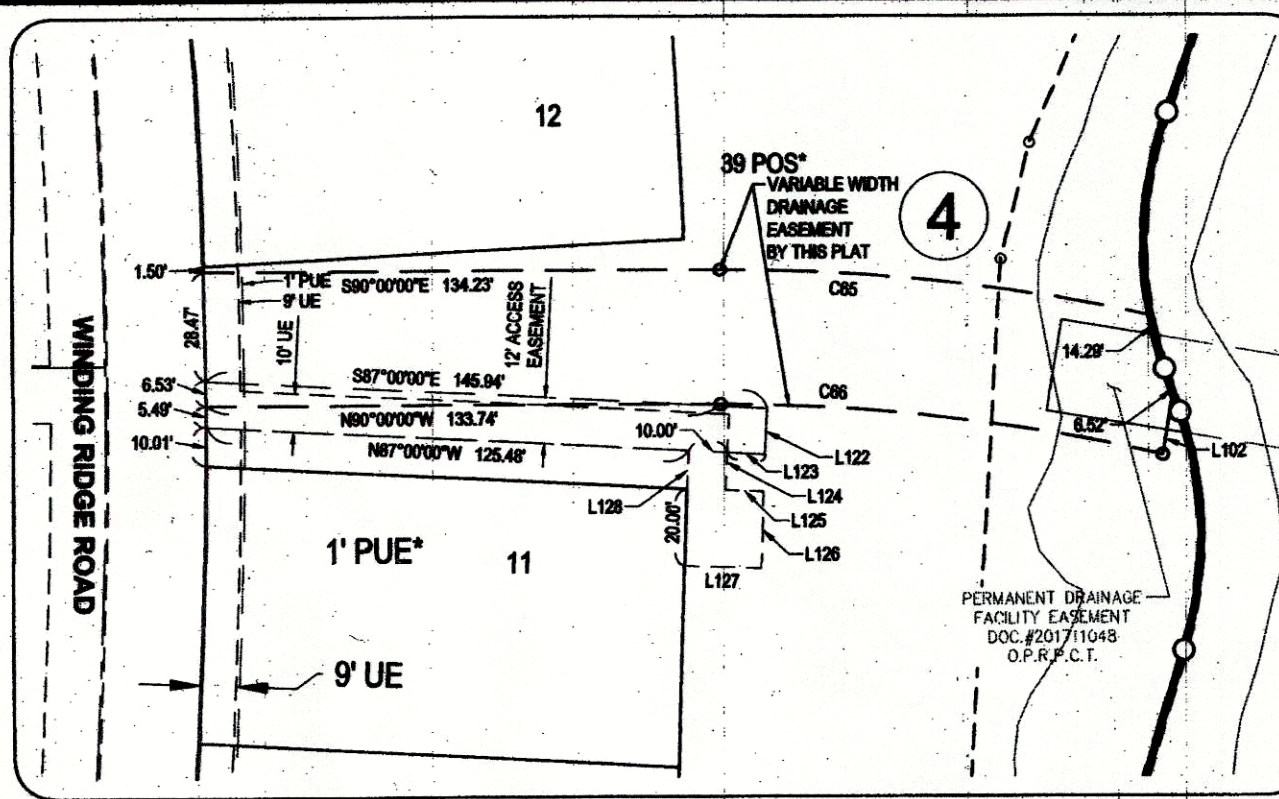 12
39 POS*
VARIABLE WIDTH
DRAINAGE
EASEMENT
BY THIS PLAT
4
1.50'
1' PUE
9' UE
S90°00'00"E 134.23'
C65
28.47'
10' UE
12' ACCESS
EASEMENT
14.29'
WINDING RIDGE ROAD
6.53'
S87°00'00"E 145.94'
C66
5.49'
N90°00'00"W 133.74'
10.00'
6.52'
L102
10.01'
N87°00'00"W 125.48'
L122
L123
L124
L128
L125
20.00'
1' PUE*
11
L126
L127
PERMANENT DRAINAGE
FACILITY EASEMENT
DOC.#201711048
O.P.R.P.C.T.
9' UE